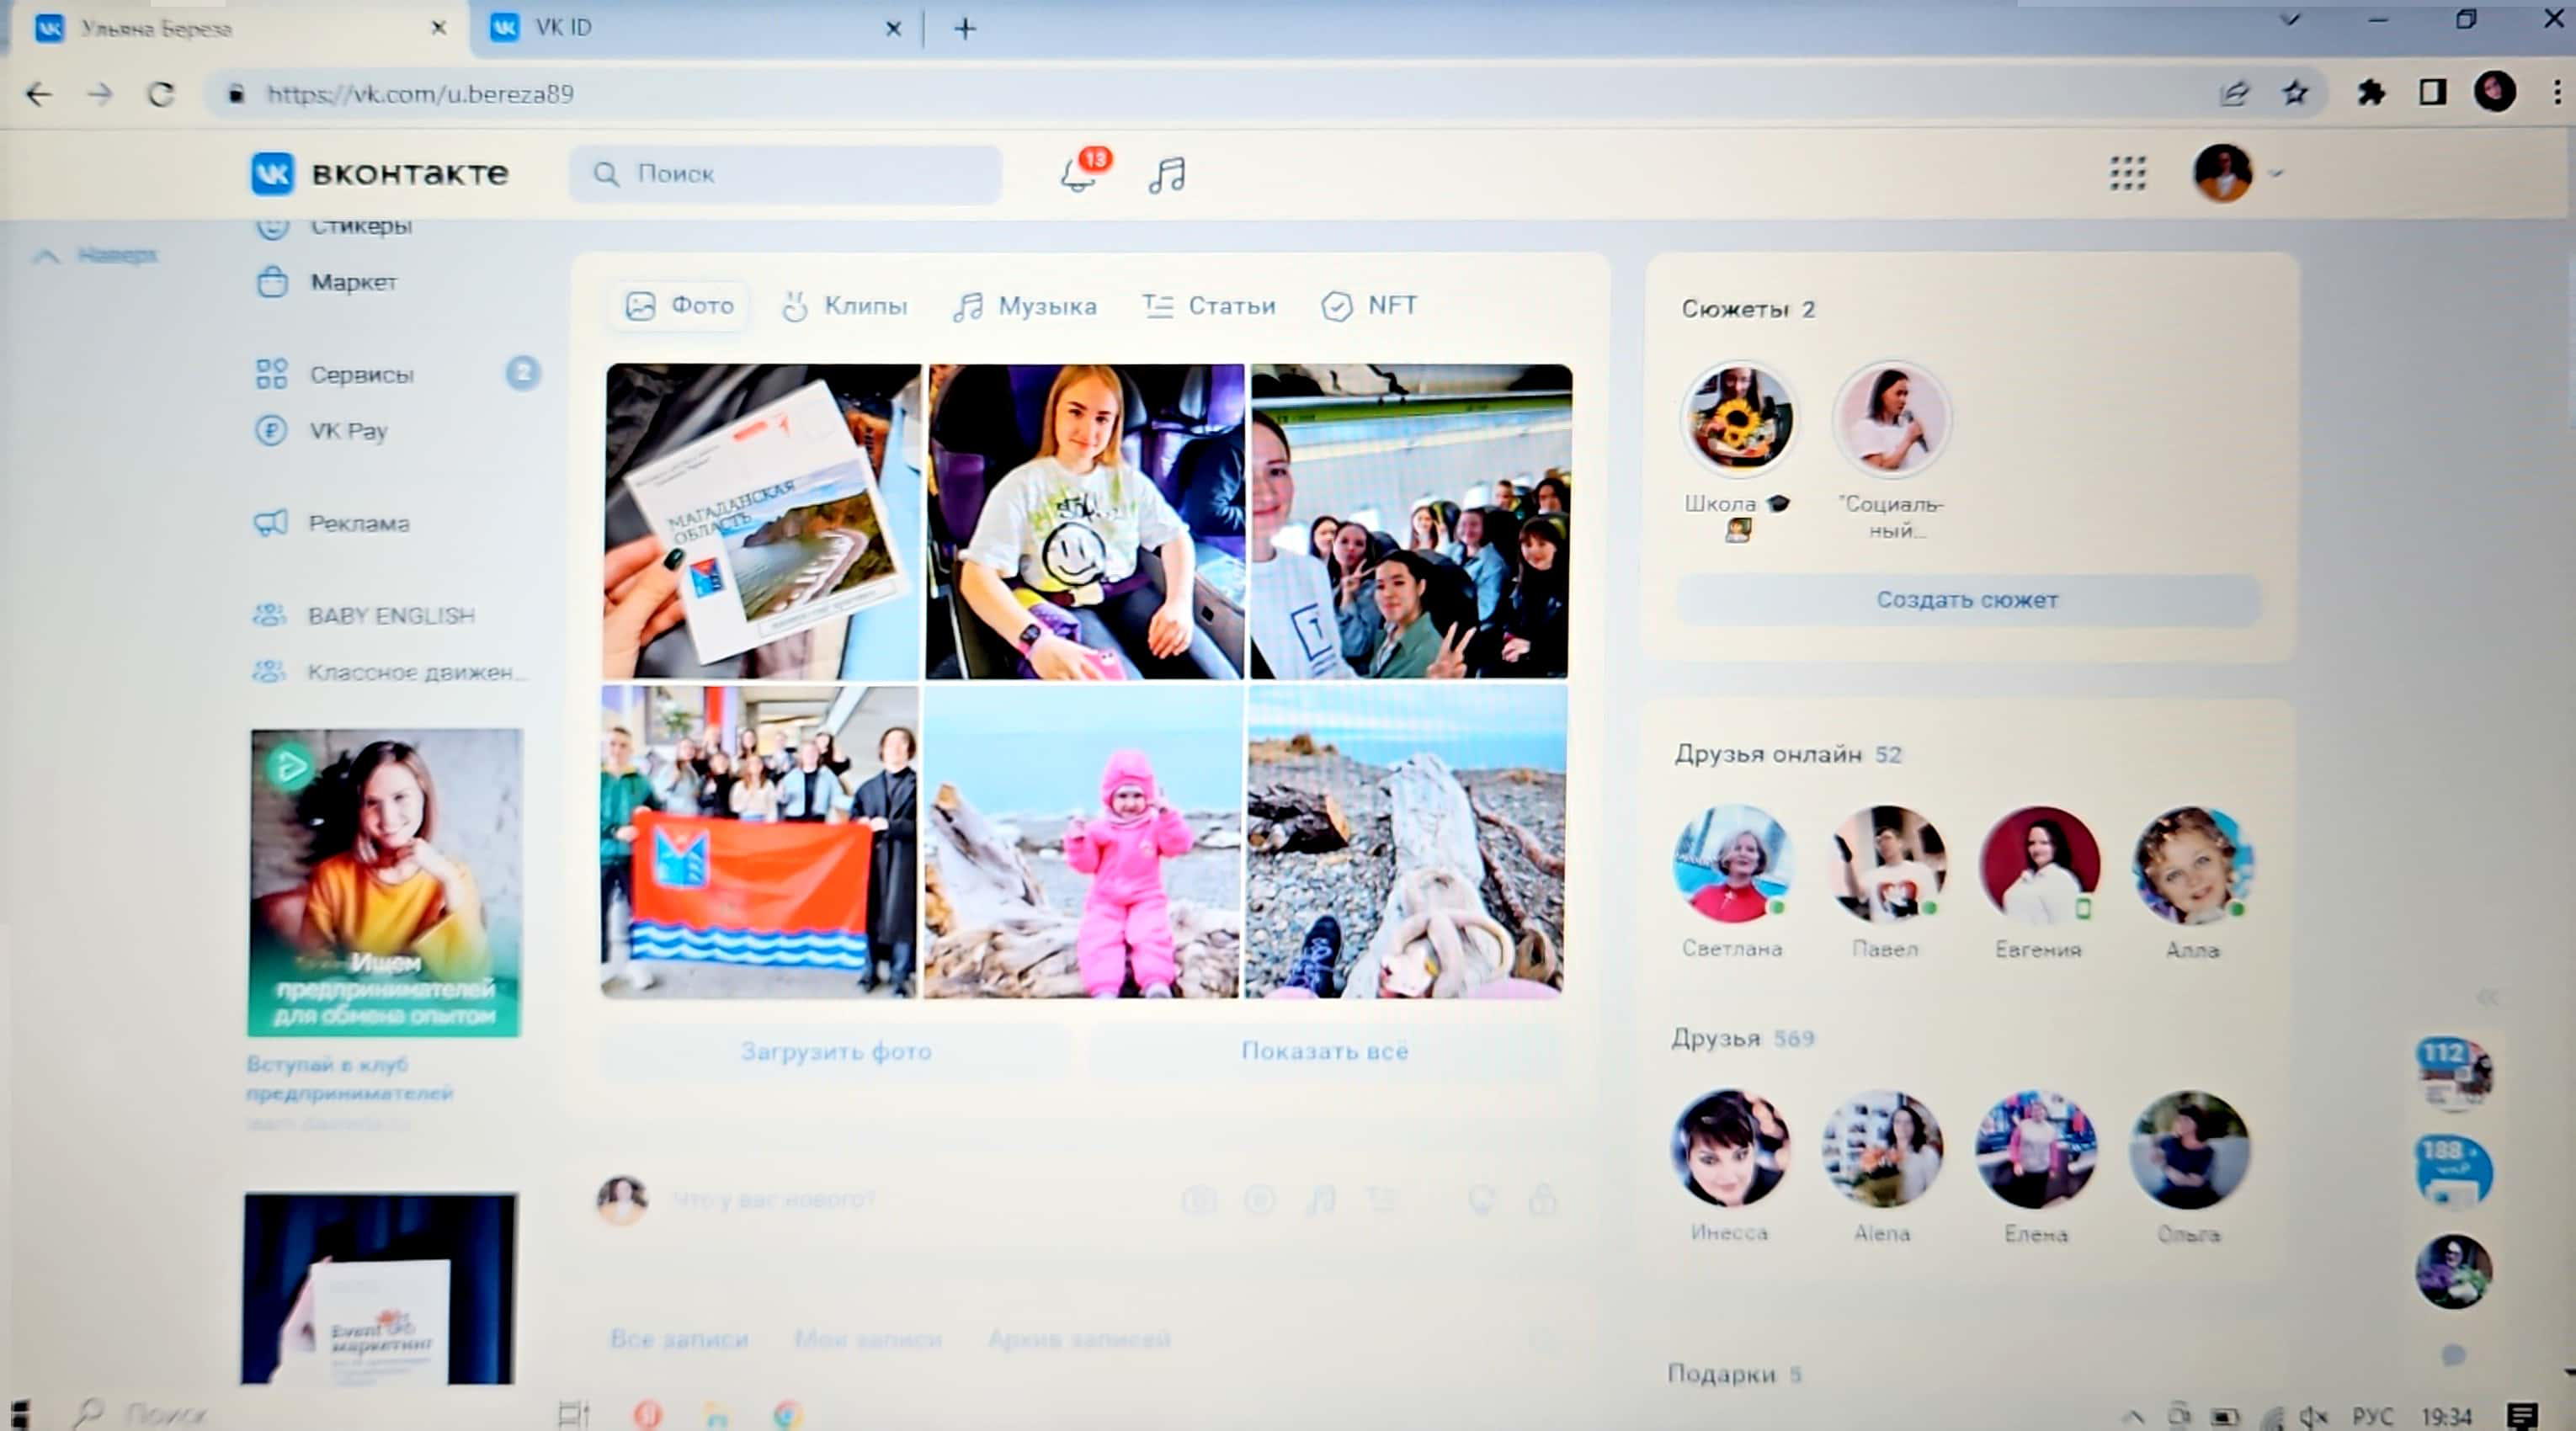 Ульяна Береза
VK ID
https://vk.com/u.bereza89
ВКОНТАКТЕ
Поиск
13
Наверх
Стикеры
Маркет
Сервисы 2
VK Pay
Реклама
BABY ENGLISH
Классное движен...
Ищем
предпринимателей
для обмена опытом
Вступай в клуб
предпринимателей
Event
маркетинг
Фото
Клипы
Музыка
Статьи
NFT
МАГАДАНСКАЯ
ОБЛАСТЬ
Загрузить фото
Показать всё
Что у вас нового?
Все записи
Мои записи
Архив записей
Сюжеты 2
Школа
"Социаль-
ный...
Создать сюжет
Друзья онлайн 52
Светлана
Павел
Евгения
Алла
Друзья 569
Инесса
Alena
Елена
Ольга
Подарки 5
112
188
Поиск
РУС
19:34